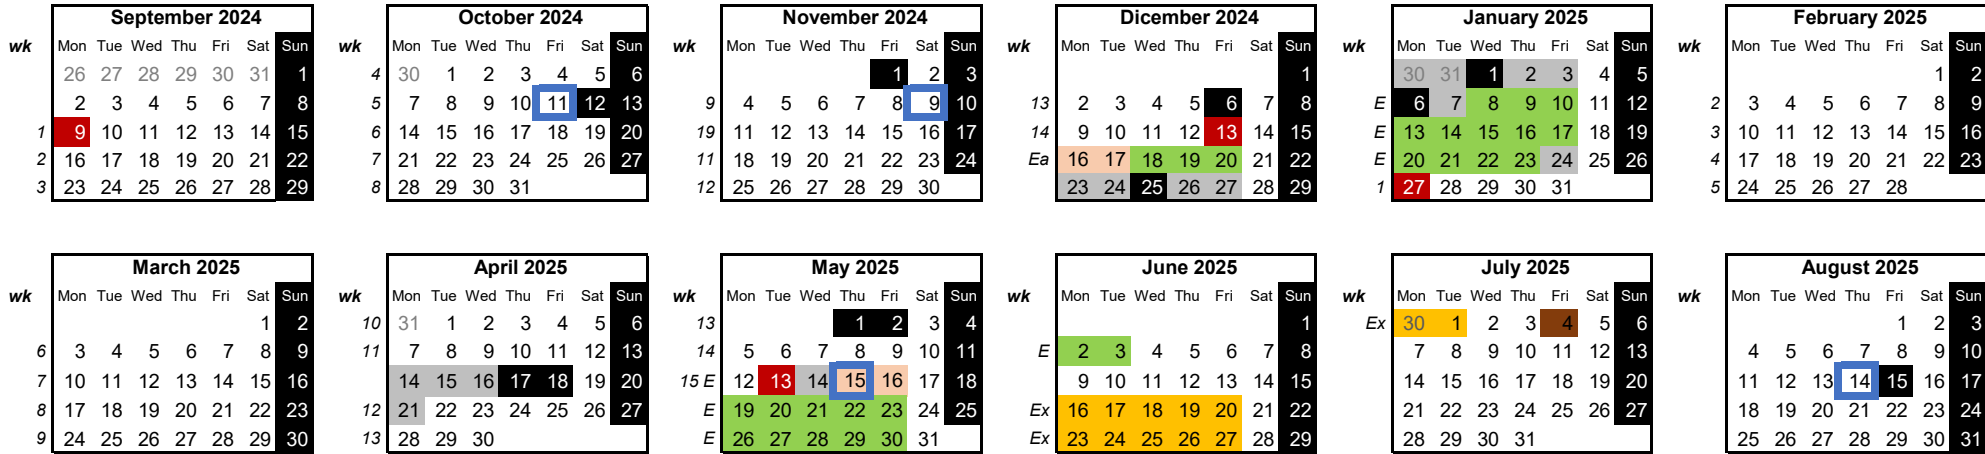 September 2024
wk Mon Tue Wed Thu Fri Sat Sun
26 27 28 29 30 31 1
2 3 4 5 6 7 8
1 9 10 11 12 13 14 15
2 16 17 18 19 20 21 22
3 23 24 25 26 27 28 29
October 2024
wk Mon Tue Wed Thu Fri Sat Sun
4 30 1 2 3 4 5 6
5 7 8 9 10 11 12 13
6 14 15 16 17 18 19 20
7 21 22 23 24 25 26 27
8 28 29 30 31
November 2024
wk Mon Tue Wed Thu Fri Sat Sun
1 2 3
9 4 5 6 7 8 9 10
19 11 12 13 14 15 16 17
11 18 19 20 21 22 23 24
12 25 26 27 28 29 30
Dicember 2024
wk Mon Tue Wed Thu Fri Sat Sun
1
13 2 3 4 5 6 7 8
14 9 10 11 12 13 14 15
Ea 16 17 18 19 20 21 22
23 24 25 26 27 28 29
January 2025
wk Mon Tue Wed Thu Fri Sat Sun
30 31 1 2 3 4 5
E 6 7 8 9 10 11 12
E 13 14 15 16 17 18 19
E 20 21 22 23 24 25 26
1 27 28 29 30 31
February 2025
wk Mon Tue Wed Thu Fri Sat Sun
1 2
2 3 4 5 6 7 8 9
3 10 11 12 13 14 15 16
4 17 18 19 20 21 22 23
5 24 25 26 27 28
March 2025
wk Mon Tue Wed Thu Fri Sat Sun
1 2
6 3 4 5 6 7 8 9
7 10 11 12 13 14 15 16
8 17 18 19 20 21 22 23
9 24 25 26 27 28 29 30
April 2025
wk Mon Tue Wed Thu Fri Sat Sun
10 31 1 2 3 4 5 6
11 7 8 9 10 11 12 13
14 15 16 17 18 19 20
12 21 22 23 24 25 26 27
13 28 29 30
May 2025
wk Mon Tue Wed Thu Fri Sat Sun
13 1 2 3 4
14 5 6 7 8 9 10 11
15 E 12 13 14 15 16 17 18
E 19 20 21 22 23 24 25
E 26 27 28 29 30 31
June 2025
wk Mon Tue Wed Thu Fri Sat Sun
1
E 2 3 4 5 6 7 8
9 10 11 12 13 14 15
Ex 16 17 18 19 20 21 22
Ex 23 24 25 26 27 28 29
July 2025
wk Mon Tue Wed Thu Fri Sat Sun
Ex 30 1 2 3 4 5 6
7 8 9 10 11 12 13
14 15 16 17 18 19 20
21 22 23 24 25 26 27
28 29 30 31
August 2025
wk Mon Tue Wed Thu Fri Sat Sun
1 2 3
4 5 6 7 8 9 10
11 12 13 14 15 16 17
18 19 20 21 22 23 24
25 26 27 28 29 30 31